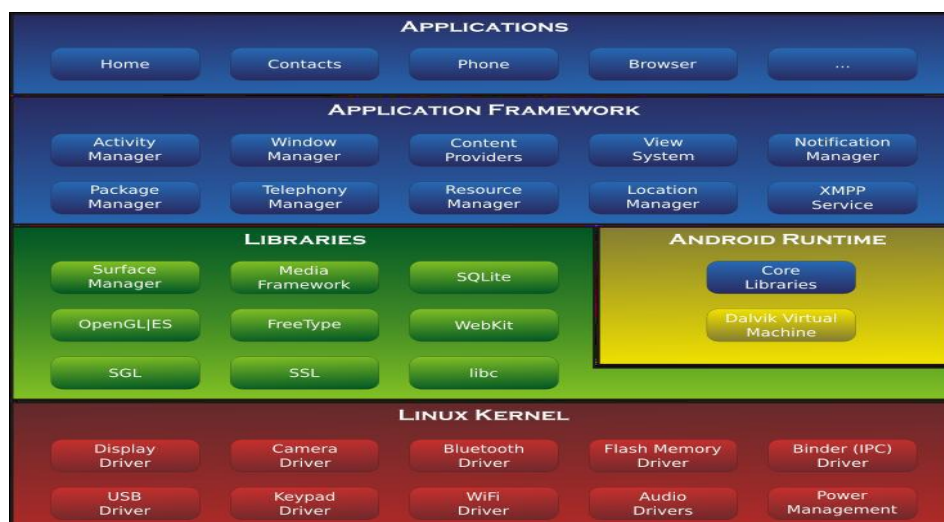 APPLICATIONS
Home
Contacts
Phone
Browser
...
APPLICATION FRAMEWORK
Activity
Manager
Window
Manager
Content
Providers
View
System
Notification
Manager
Package
Manager
Telephony
Manager
Resource
Manager
Location
Manager
XMPP
Service
LIBRARIES
Surface
Manager
Media
Framework
SQLite
OpenGL|ES
FreeType
WebKit
SGL
SSL
libc
ANDROID RUNTIME
Core
Libraries
Dalvik Virtual
Machine
LINUX KERNEL
Display
Driver
Camera
Driver
Bluetooth
Driver
Flash Memory
Driver
Binder (IPC)
Driver
USB
Driver
Keypad
Driver
WiFi
Driver
Audio
Drivers
Power
Management